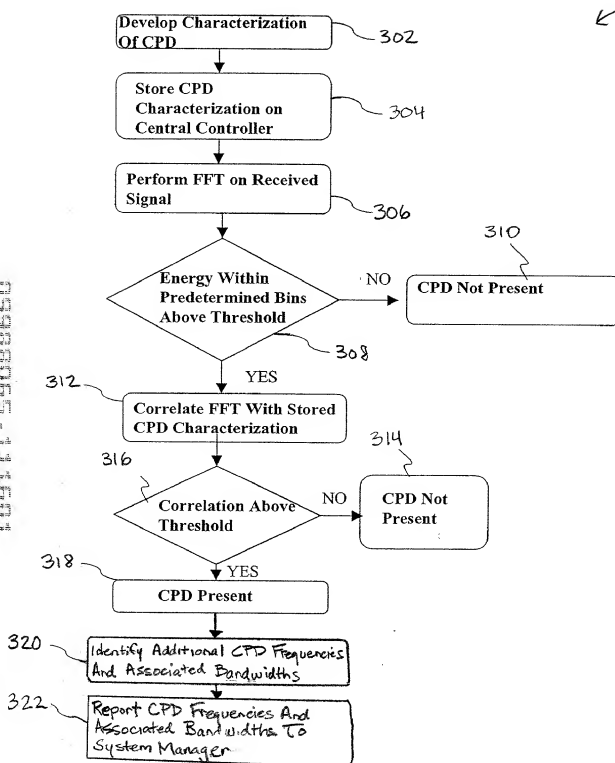 Develop Characterization
Of CPD
302
Store CPD
Characterization on
Central Controller
304
Perform FFT on Received
Signal
306
310
Energy Within
Predetermined Bins
Above Threshold
NO
CPD Not Present
308
YES
312
Correlate FFT With Stored
CPD Characterization
314
316
Correlation Above
Threshold
NO
CPD Not
Present
318
YES
CPD Present
320
Identify Additional CPD Frequencies
And Associated Bandwidths
322
Report CPD Frequencies And
Associated Bandwidths To
System Manager